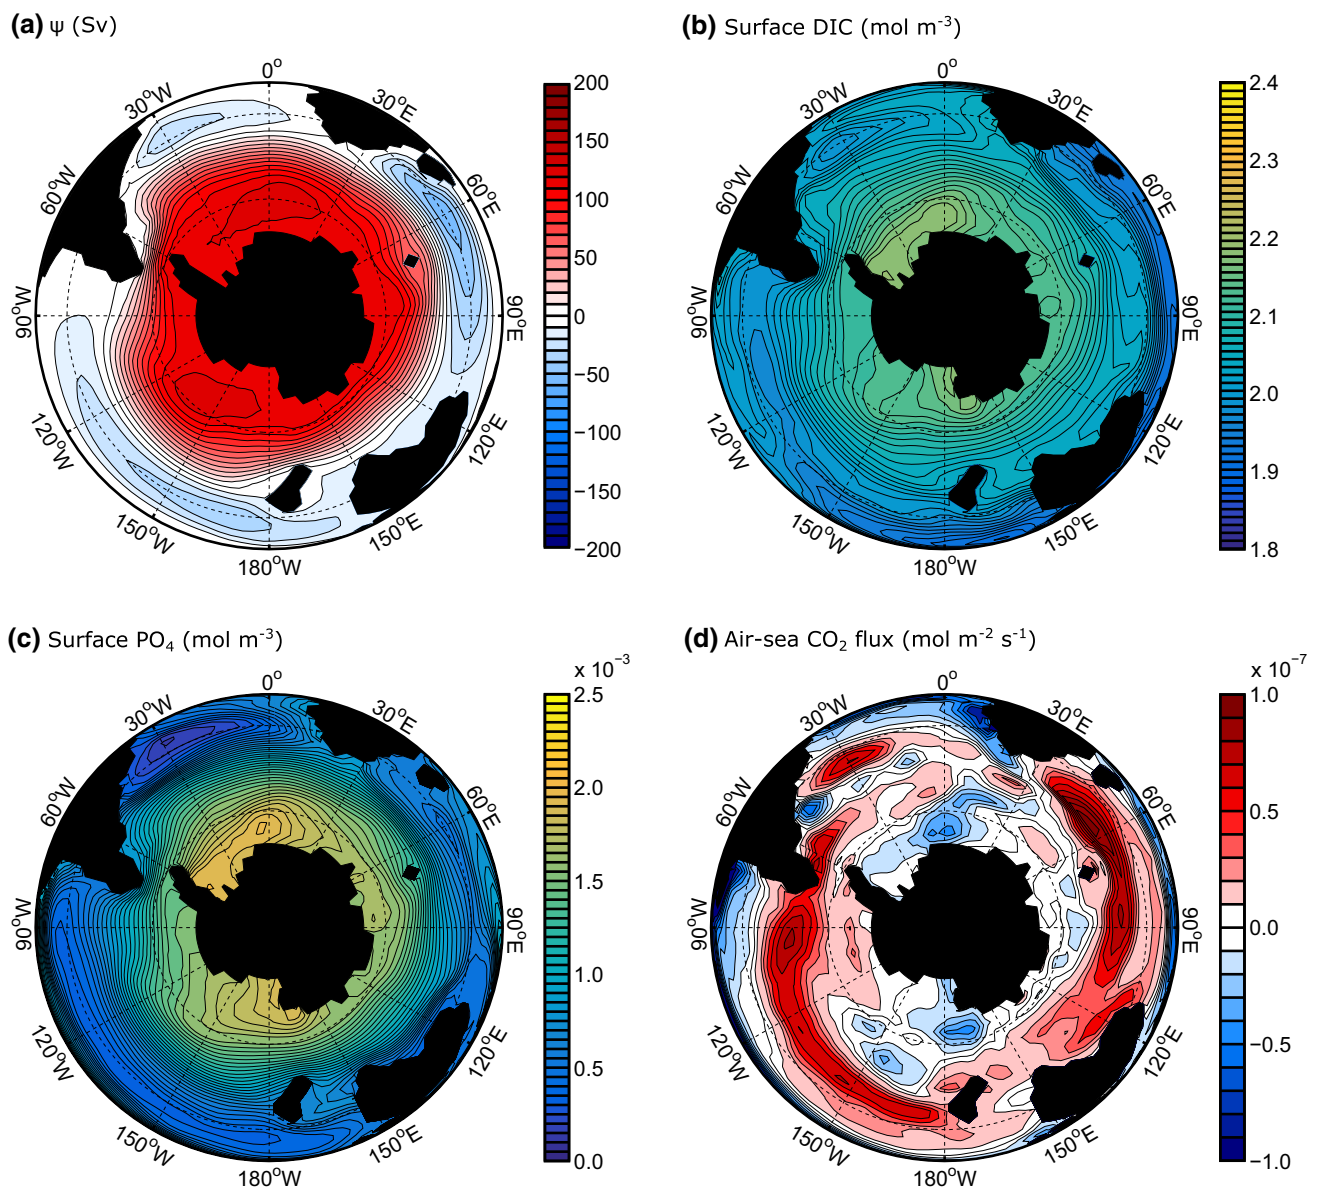 (a) ψ (Sv)
0°
30°E
60°E
90°E
120°E
150°E
180°W
150°W
120°W
90°W
60°W
30°W
200
150
100
50
0
−50
−100
−150
−200
(b) Surface DIC (mol m⁻³)
0°
30°E
60°E
90°E
120°E
150°E
180°W
150°W
120°W
90°W
60°W
30°W
2.4
2.3
2.2
2.1
2.0
1.9
1.8
(c) Surface PO₄ (mol m⁻³)
x 10⁻³
0°
30°E
60°E
90°E
120°E
150°E
180°W
150°W
120°W
90°W
60°W
30°W
2.5
2.0
1.5
1.0
0.5
0.0
(d) Air-sea CO₂ flux (mol m⁻² s⁻¹)
x 10⁻⁷
0°
30°E
60°E
90°E
120°E
150°E
180°W
150°W
120°W
90°W
60°W
30°W
1.0
0.5
0.0
−0.5
−1.0